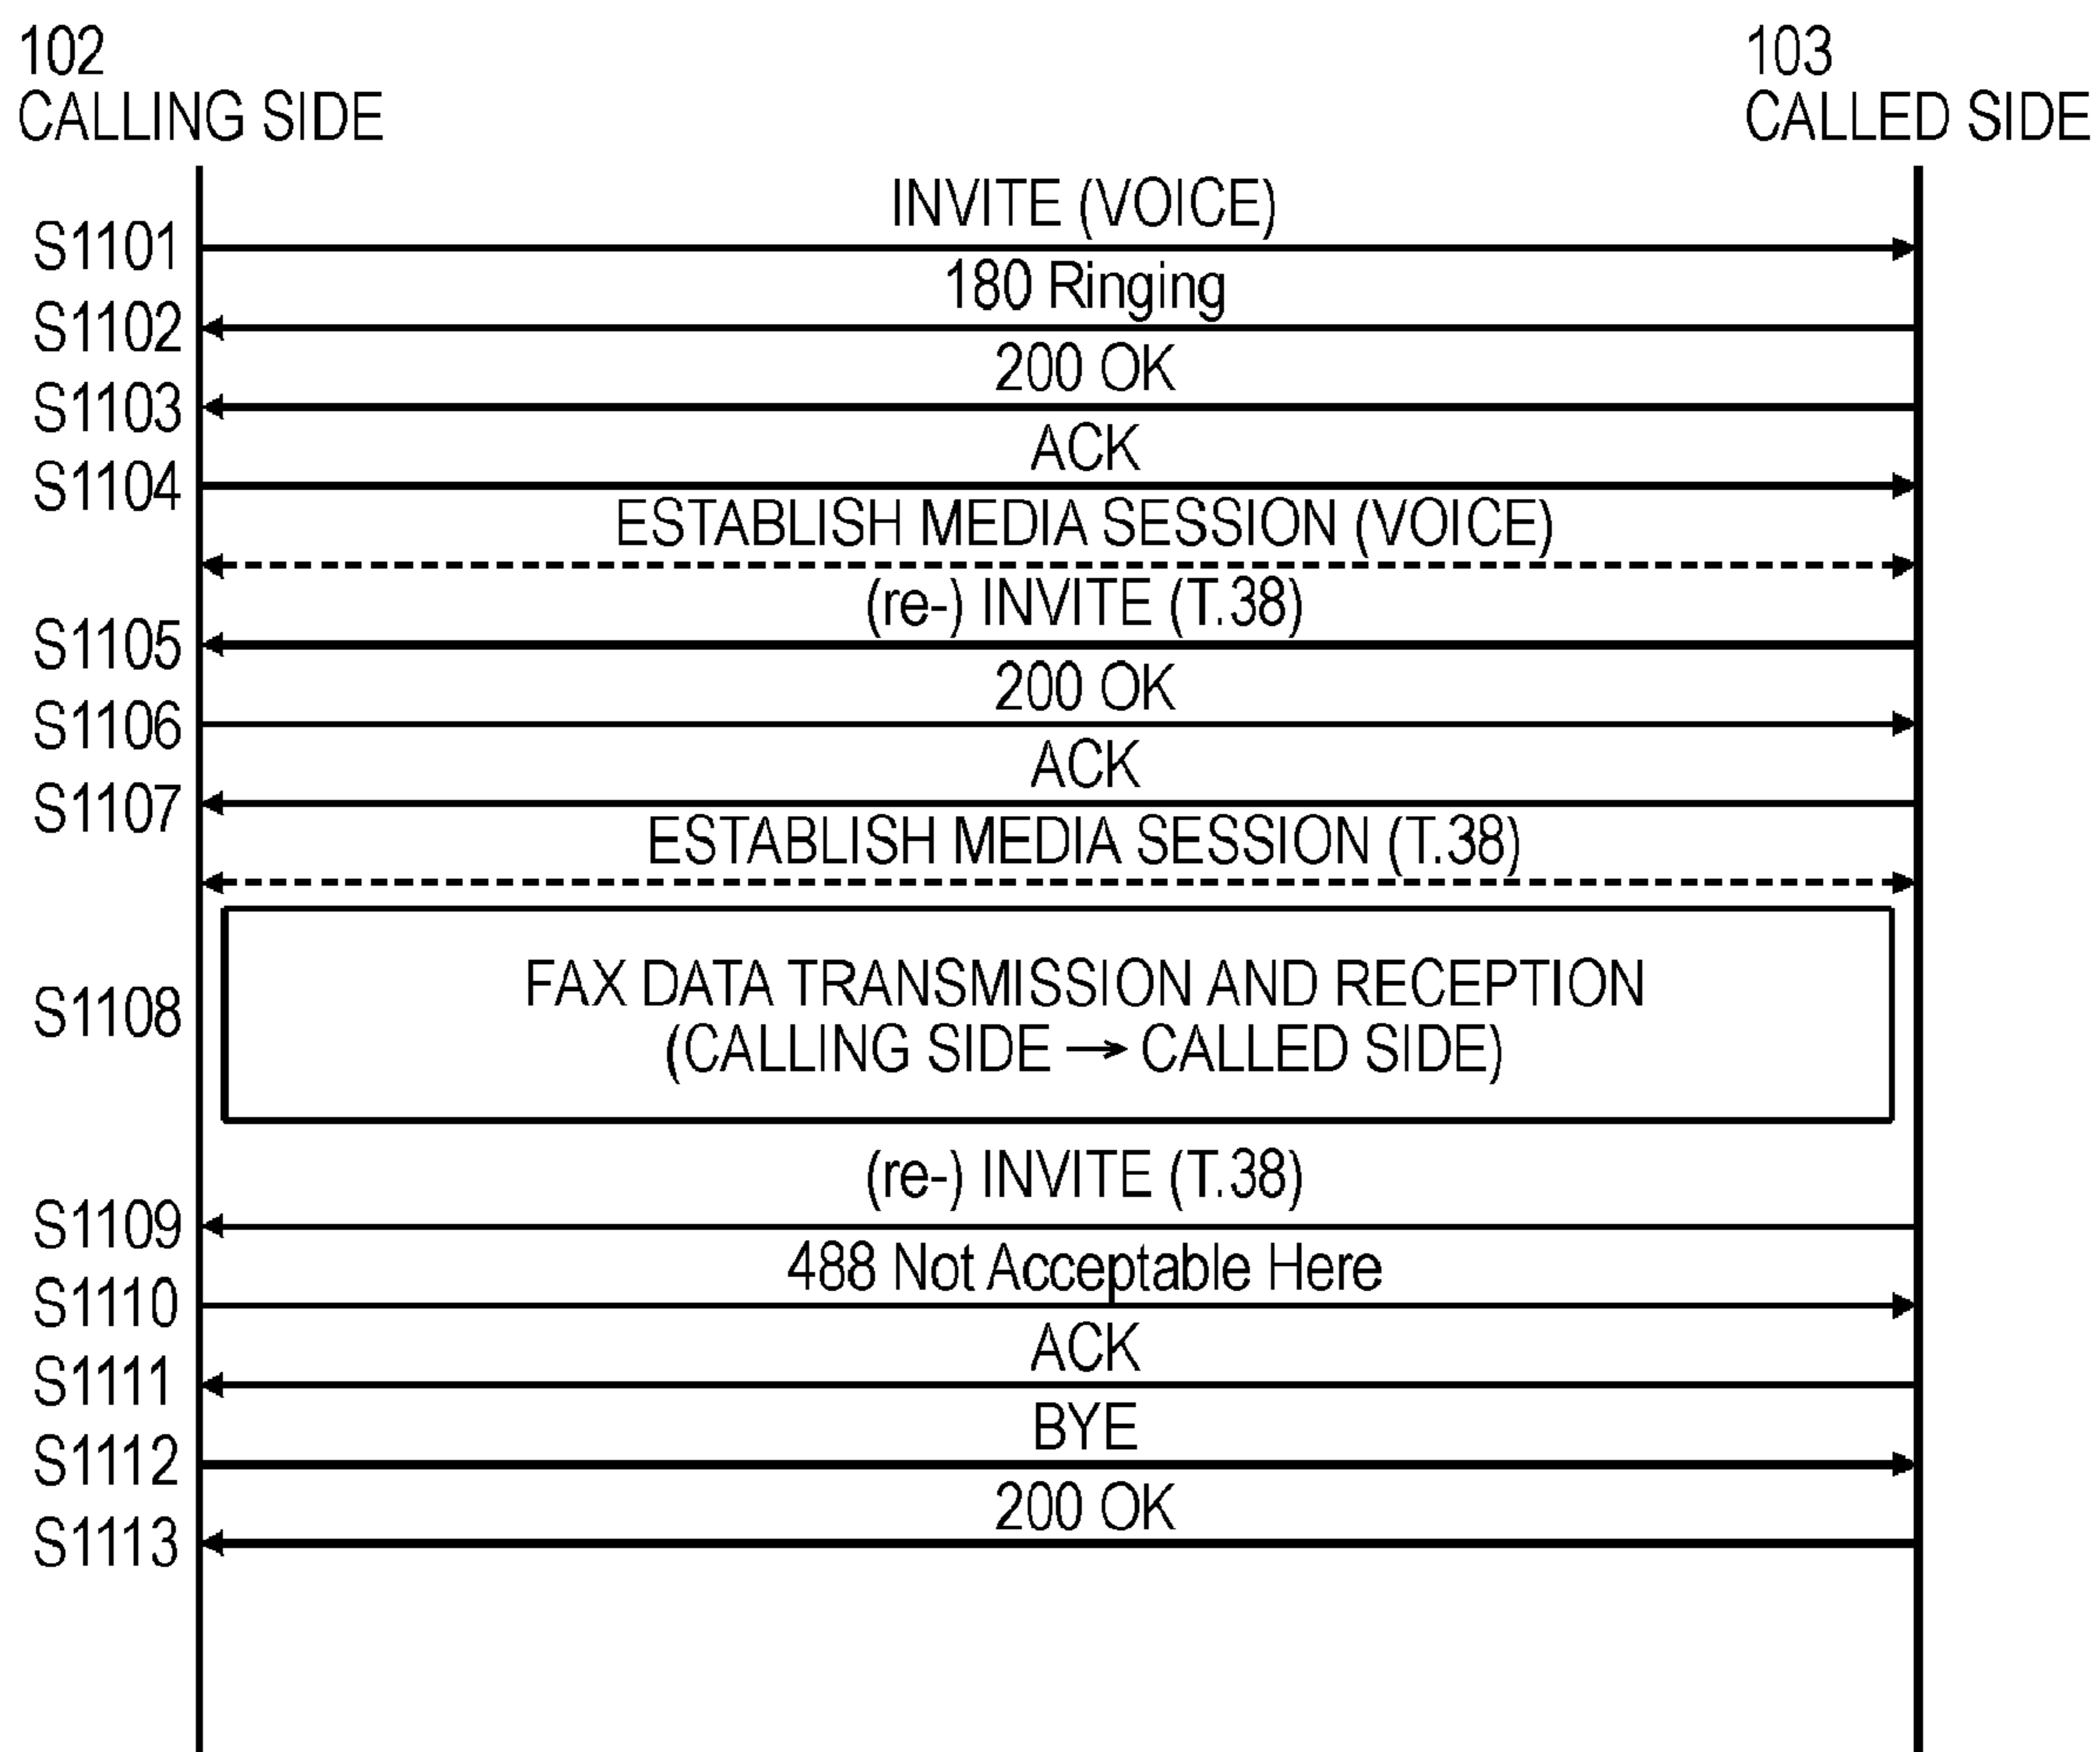 102
CALLING SIDE
103
CALLED SIDE
INVITE (VOICE)
S1101
180 Ringing
S1102
200 OK
S1103
ACK
S1104
ESTABLISH MEDIA SESSION (VOICE)
(re-) INVITE (T.38)
S1105
200 OK
S1106
ACK
S1107
ESTABLISH MEDIA SESSION (T.38)
FAX DATA TRANSMISSION AND RECEPTION
S1108
(CALLING SIDE → CALLED SIDE)
(re-) INVITE (T.38)
S1109
488 Not Acceptable Here
S1110
ACK
S1111
BYE
S1112
200 OK
S1113